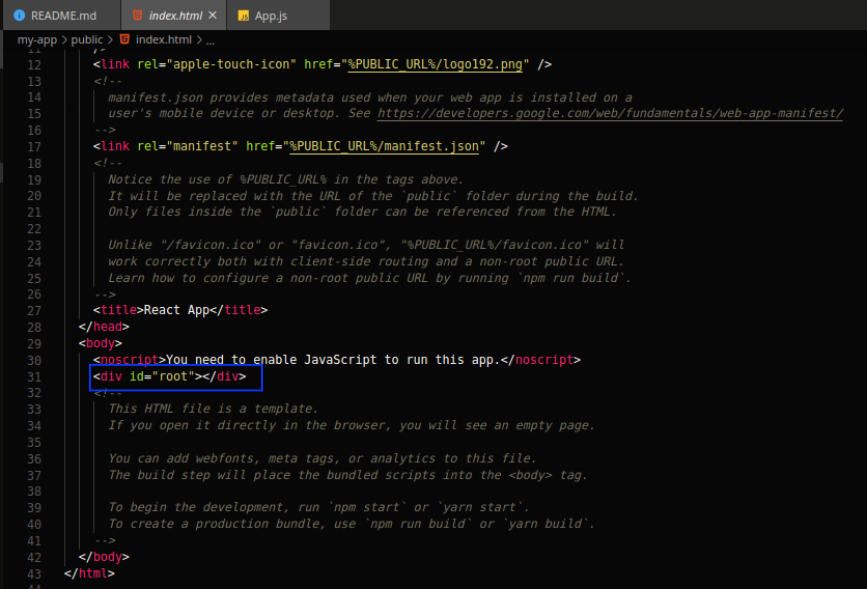 README.md index.html App.js
my-app > public > index.html > ...
11 />
12 <link rel="apple-touch-icon" href="%PUBLIC_URL%/logo192.png" />
13 <!--
14 manifest.json provides metadata used when your web app is installed on a
15 user's mobile device or desktop. See https://developers.google.com/web/fundamentals/web-app-manifest/
16 -->
17 <link rel="manifest" href="%PUBLIC_URL%/manifest.json" />
18 <!--
19 Notice the use of %PUBLIC_URL% in the tags above.
20 It will be replaced with the URL of the `public` folder during the build.
21 Only files inside the `public` folder can be referenced from the HTML.
22
23 Unlike "/favicon.ico" or "favicon.ico", "%PUBLIC_URL%/favicon.ico" will
24 work correctly both with client-side routing and a non-root public URL.
25 Learn how to configure a non-root public URL by running `npm run build`.
26 -->
27 <title>React App</title>
28 </head>
29 <body>
30 <noscript>You need to enable JavaScript to run this app.</noscript>
31 <div id="root"></div>
32 <!--
33 This HTML file is a template.
34 If you open it directly in the browser, you will see an empty page.
35
36 You can add webfonts, meta tags, or analytics to this file.
37 The build step will place the bundled scripts into the <body> tag.
38
39 To begin the development, run `npm start` or `yarn start`.
40 To create a production bundle, use `npm run build` or `yarn build`.
41 -->
42 </body>
43 </html>
44